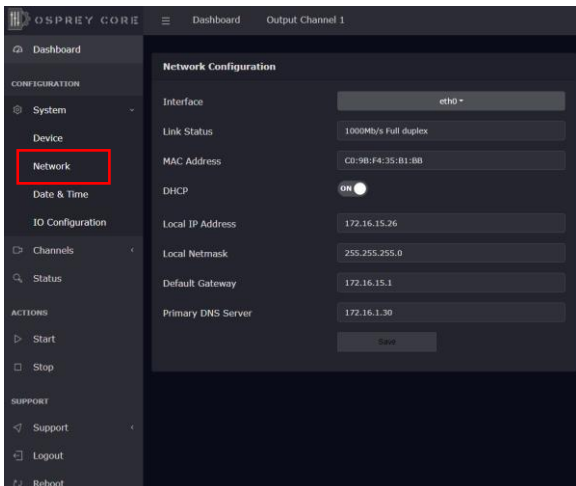 OSPREY CORE
Dashboard Output Channel 1
Dashboard
CONFIGURATION
System
Device
Network
Date & Time
IO Configuration
Channels
Status
ACTIONS
Start
Stop
SUPPORT
Support
Logout
Reboot
Network Configuration
Interface eth0
Link Status 1000Mb/s Full duplex
MAC Address C0:9B:F4:35:B1:BB
DHCP ON
Local IP Address 172.16.15.26
Local Netmask 255.255.255.0
Default Gateway 172.16.15.1
Primary DNS Server 172.16.1.30
Save